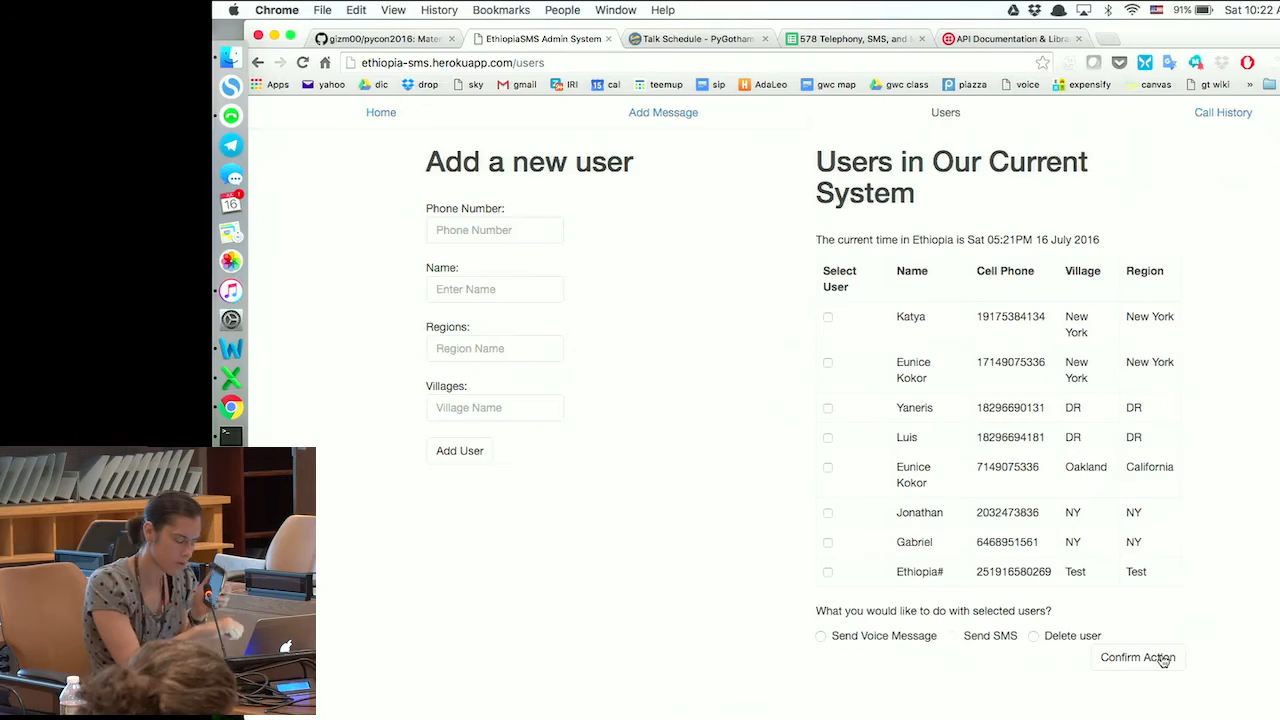 Chrome File Edit View History Bookmarks People Window Help 91% Sat 10:22 A
gizm00/pycon2016: Mater × EthiopiaSMS Admin System × Talk Schedule - PyGotham × 578 Telephony, SMS, and M × API Documentation & Libra ×
ethiopia-sms.herokuapp.com/users
Apps yahoo dic drop sky gmail IRI cal teemup sip AdaLeo gwc map gwc class piazza voice expensify canvas gt wiki »
Home Add Message Users Call History
Add a new user
Phone Number:
Phone Number
Name:
Enter Name
Regions:
Region Name
Villages:
Village Name
Add User
Users in Our Current
System
The current time in Ethiopia is Sat 05:21PM 16 July 2016
Select User Name Cell Phone Village Region
Katya 19175384134 New York New York
Eunice Kokor 17149075336 New York New York
Yaneris 18296690131 DR DR
Luis 18296694181 DR DR
Eunice Kokor 7149075336 Oakland California
Jonathan 2032473836 NY NY
Gabriel 6468951561 NY NY
Ethiopia# 251916580269 Test Test
What you would like to do with selected users?
Send Voice Message Send SMS Delete user
Confirm Action
16